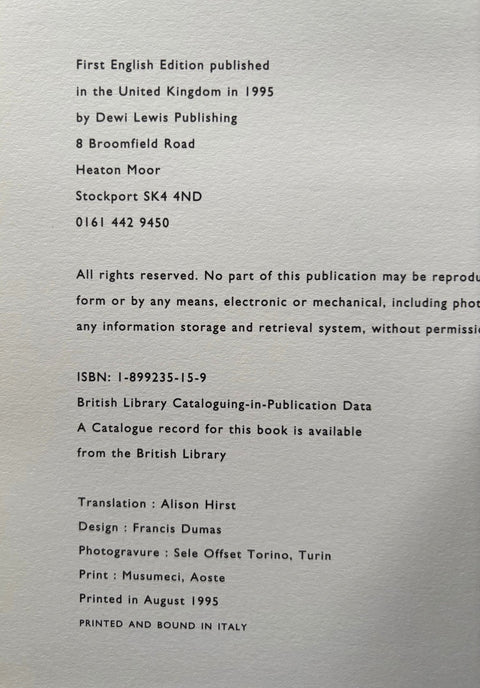 First English Edition published
in the United Kingdom in 1995
by Dewi Lewis Publishing
8 Broomfield Road
Heaton Moor
Stockport SK4 4ND
0161 442 9450
All rights reserved. No part of this publication may be reprodu
form or by any means, electronic or mechanical, including phot
any information storage and retrieval system, without permissi
ISBN: 1-899235-15-9
British Library Cataloguing-in-Publication Data
A Catalogue record for this book is available
from the British Library
Translation : Alison Hirst
Design : Francis Dumas
Photogravure : Sele Offset Torino, Turin
Print : Musumeci, Aoste
Printed in August 1995
PRINTED AND BOUND IN ITALY